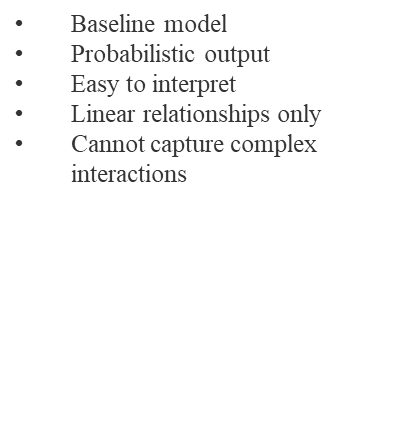 • Baseline model
• Probabilistic output
• Easy to interpret
• Linear relationships only
• Cannot capture complex
interactions